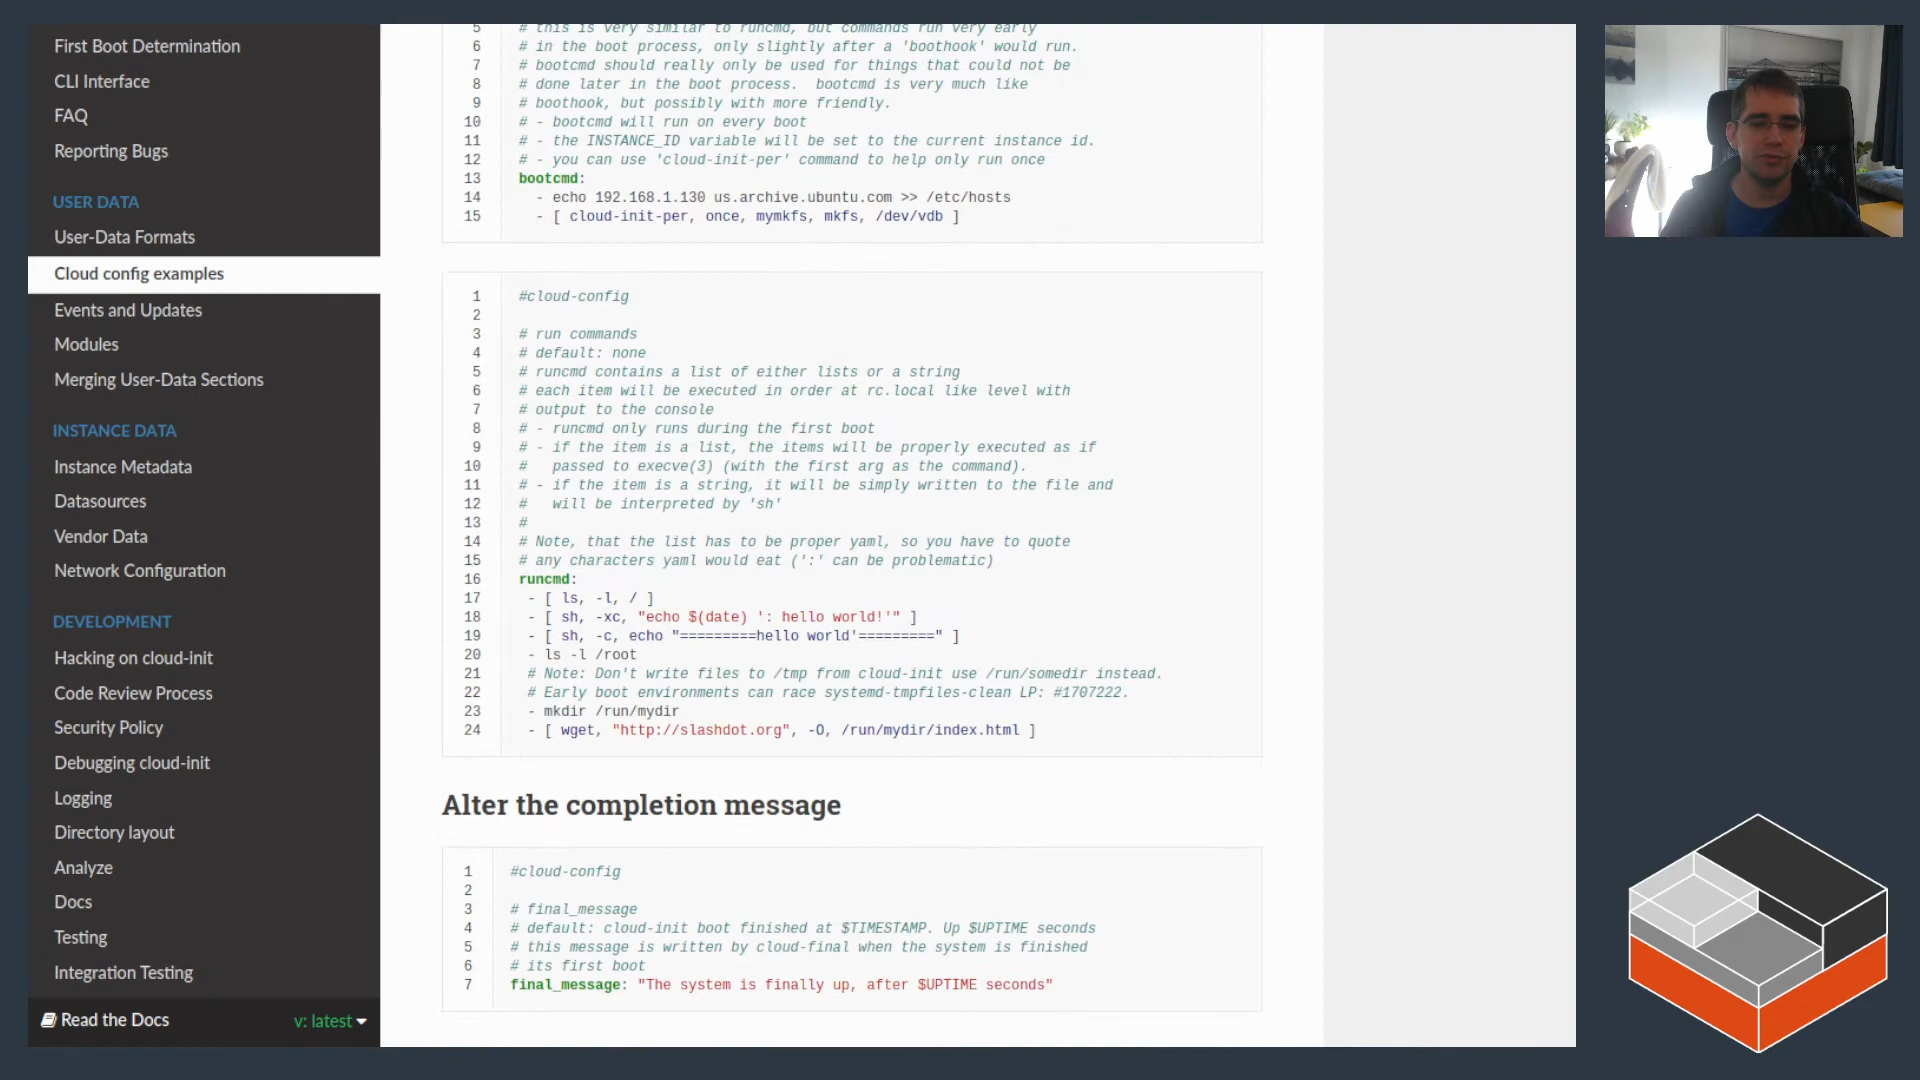 First Boot Determination
CLI Interface
FAQ
Reporting Bugs
USER DATA
User-Data Formats
Cloud config examples
Events and Updates
Modules
Merging User-Data Sections
INSTANCE DATA
Instance Metadata
Datasources
Vendor Data
Network Configuration
DEVELOPMENT
Hacking on cloud-init
Code Review Process
Security Policy
Debugging cloud-init
Logging
Directory layout
Analyze
Docs
Testing
Integration Testing
Read the Docs
v: latest
5 # this is very similar to runcmd, but commands run very early
6 # in the boot process, only slightly after a 'boothook' would run.
7 # bootcmd should really only be used for things that could not be
8 # done later in the boot process.  bootcmd is very much like
9 # boothook, but possibly with more friendly.
10 # - bootcmd will run on every boot
11 # - the INSTANCE_ID variable will be set to the current instance id.
12 # - you can use 'cloud-init-per' command to help only run once
13 bootcmd:
14   - echo 192.168.1.130 us.archive.ubuntu.com >> /etc/hosts
15   - [ cloud-init-per, once, mymkfs, mkfs, /dev/vdb ]
1 #cloud-config
2
3 # run commands
4 # default: none
5 # runcmd contains a list of either lists or a string
6 # each item will be executed in order at rc.local like level with
7 # output to the console
8 # - runcmd only runs during the first boot
9 # - if the item is a list, the items will be properly executed as if
10 #   passed to execve(3) (with the first arg as the command).
11 # - if the item is a string, it will be simply written to the file and
12 #   will be interpreted by 'sh'
13 #
14 # Note, that the list has to be proper yaml, so you have to quote
15 # any characters yaml would eat (':' can be problematic)
16 runcmd:
17  - [ ls, -l, / ]
18  - [ sh, -xc, "echo $(date) ': hello world!'" ]
19  - [ sh, -c, echo "=========hello world'=========" ]
20  - ls -l /root
21  # Note: Don't write files to /tmp from cloud-init use /run/somedir instead.
22  # Early boot environments can race systemd-tmpfiles-clean LP: #1707222.
23  - mkdir /run/mydir
24  - [ wget, "http://slashdot.org", -O, /run/mydir/index.html ]
Alter the completion message
1 #cloud-config
2
3 # final_message
4 # default: cloud-init boot finished at $TIMESTAMP. Up $UPTIME seconds
5 # this message is written by cloud-final when the system is finished
6 # its first boot
7 final_message: "The system is finally up, after $UPTIME seconds"